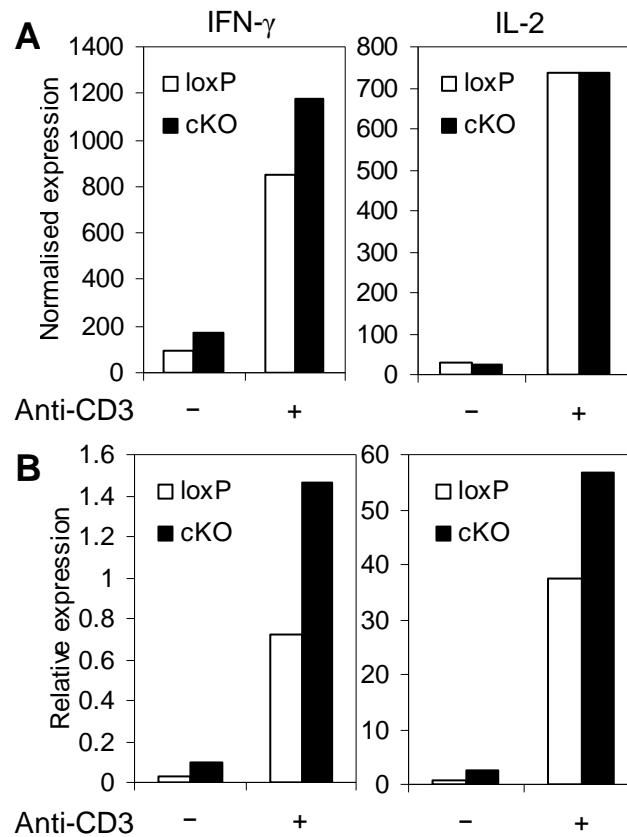 A
IFN-γ
IL-2
Normalised expression
1400
1200
1000
800
600
400
200
0
loxP
cKO
800
700
600
500
400
300
200
100
0
loxP
cKO
Anti-CD3 − + − +
B
Relative expression
1.6
1.4
1.2
1
0.8
0.6
0.4
0.2
0
loxP
cKO
60
50
40
30
20
10
0
loxP
cKO
Anti-CD3 − + − +